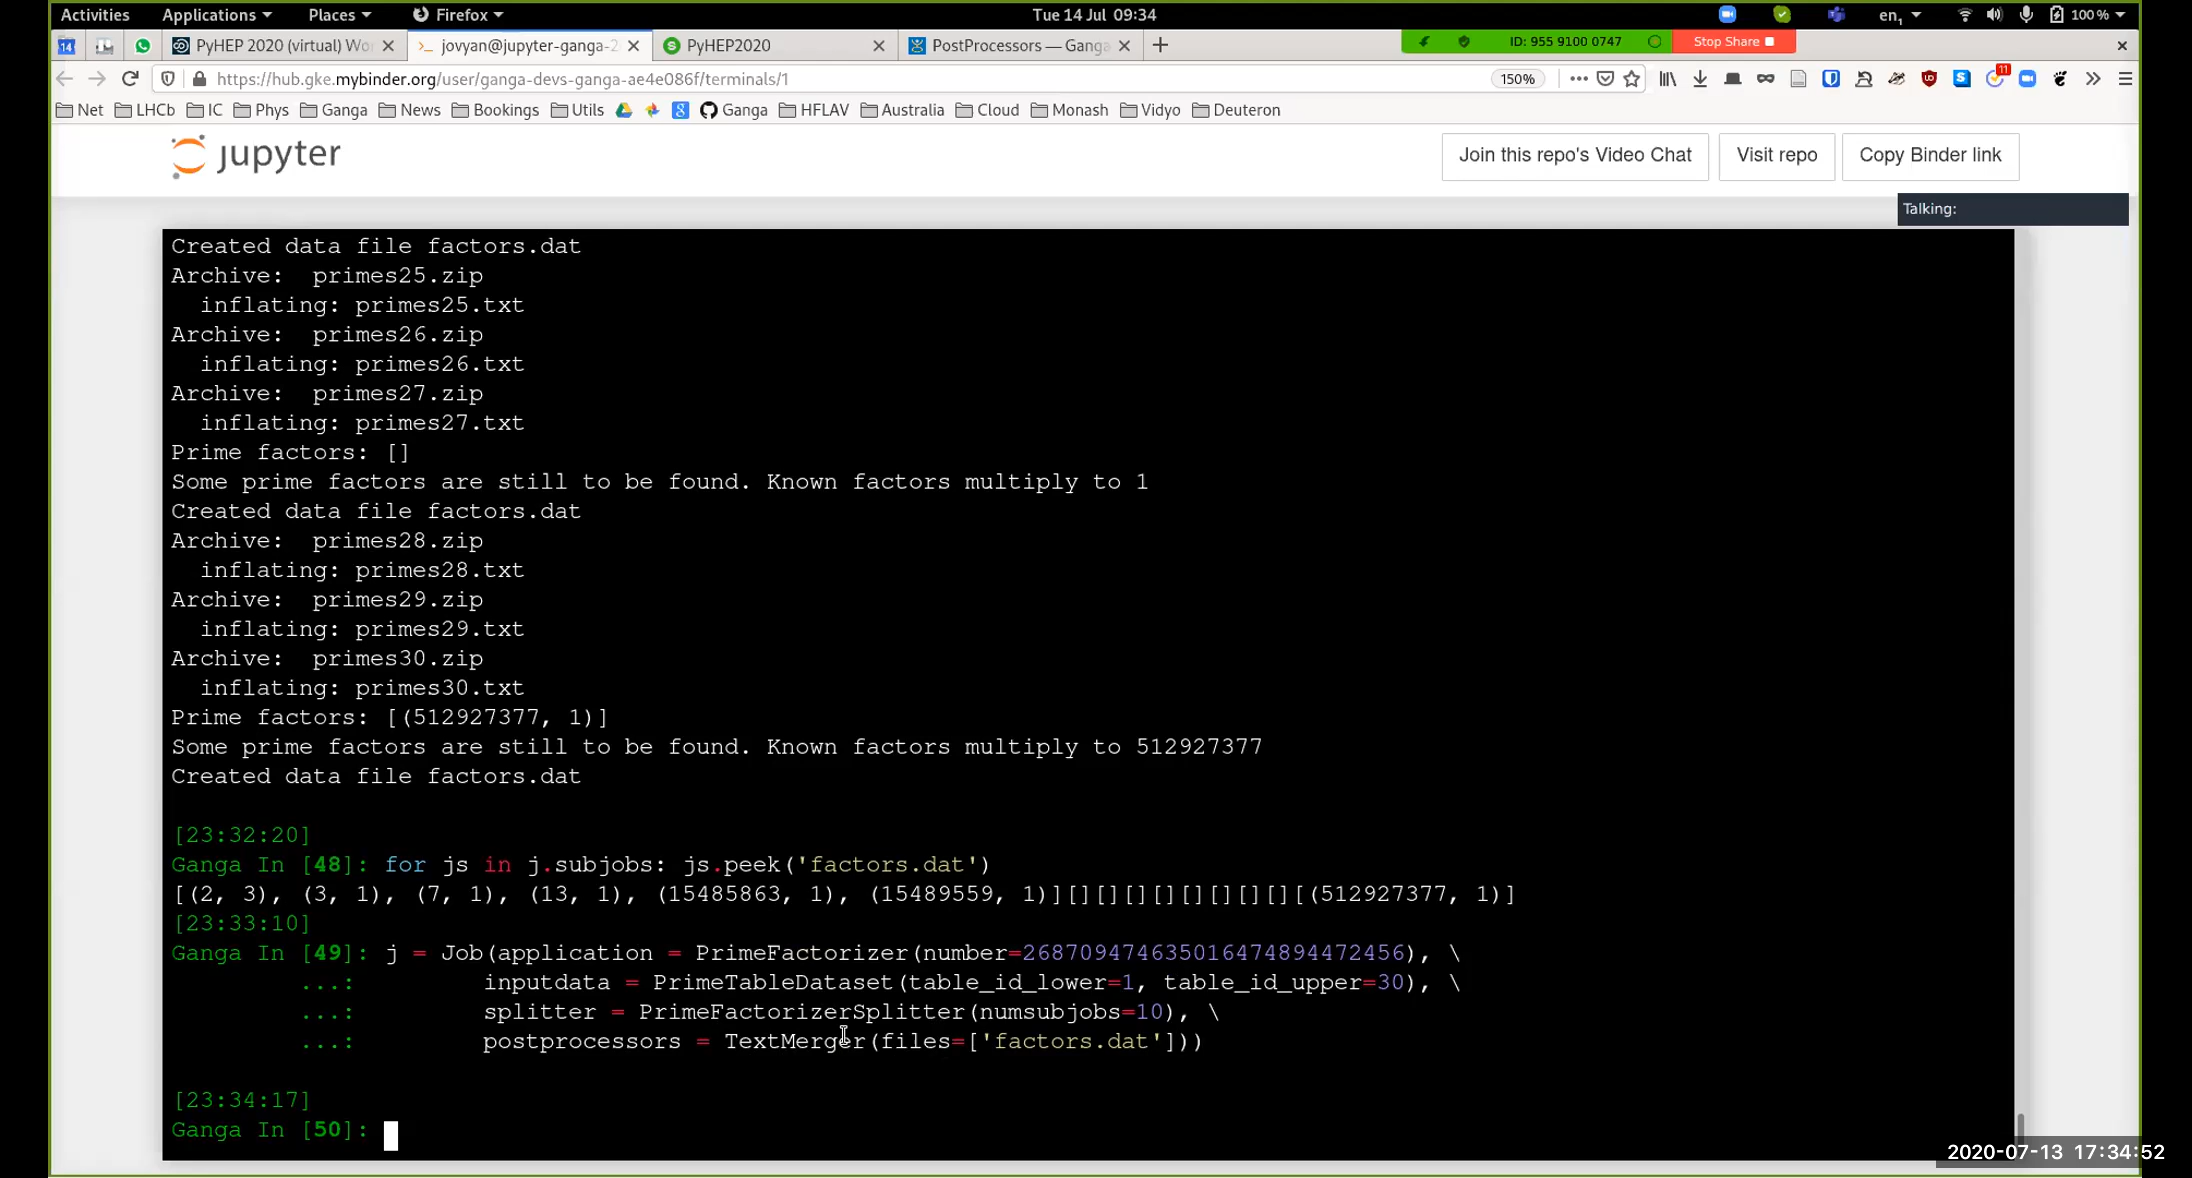 Activities Applications Places Firefox Tue 14 Jul 09:34 en1 100 %
14 PyHEP 2020 (virtual) Wo jovyan@jupyter-ganga-2 PyHEP2020 PostProcessors — Ganga ID: 955 9100 0747 Stop Share
https://hub.gke.mybinder.org/user/ganga-devs-ganga-ae4e086f/terminals/1 150% 11
Net LHCb IC Phys Ganga News Bookings Utils Ganga HFLAV Australia Cloud Monash Vidyo Deuteron
jupyter Join this repo's Video Chat Visit repo Copy Binder link
Talking:
Created data file factors.dat
Archive:  primes25.zip
  inflating: primes25.txt
Archive:  primes26.zip
  inflating: primes26.txt
Archive:  primes27.zip
  inflating: primes27.txt
Prime factors: []
Some prime factors are still to be found. Known factors multiply to 1
Created data file factors.dat
Archive:  primes28.zip
  inflating: primes28.txt
Archive:  primes29.zip
  inflating: primes29.txt
Archive:  primes30.zip
  inflating: primes30.txt
Prime factors: [(512927377, 1)]
Some prime factors are still to be found. Known factors multiply to 512927377
Created data file factors.dat
[23:32:20]
Ganga In [48]: for js in j.subjobs: js.peek('factors.dat')
[(2, 3), (3, 1), (7, 1), (13, 1), (15485863, 1), (15489559, 1)][][][][][][][][][(512927377, 1)]
[23:33:10]
Ganga In [49]: j = Job(application = PrimeFactorizer(number=268709474635016474894472456), \
...: inputdata = PrimeTableDataset(table_id_lower=1, table_id_upper=30), \
...: splitter = PrimeFactorizerSplitter(numsubjobs=10), \
...: postprocessors = TextMerger(files=['factors.dat']))
[23:34:17]
Ganga In [50]:
2020-07-13 17:34:52